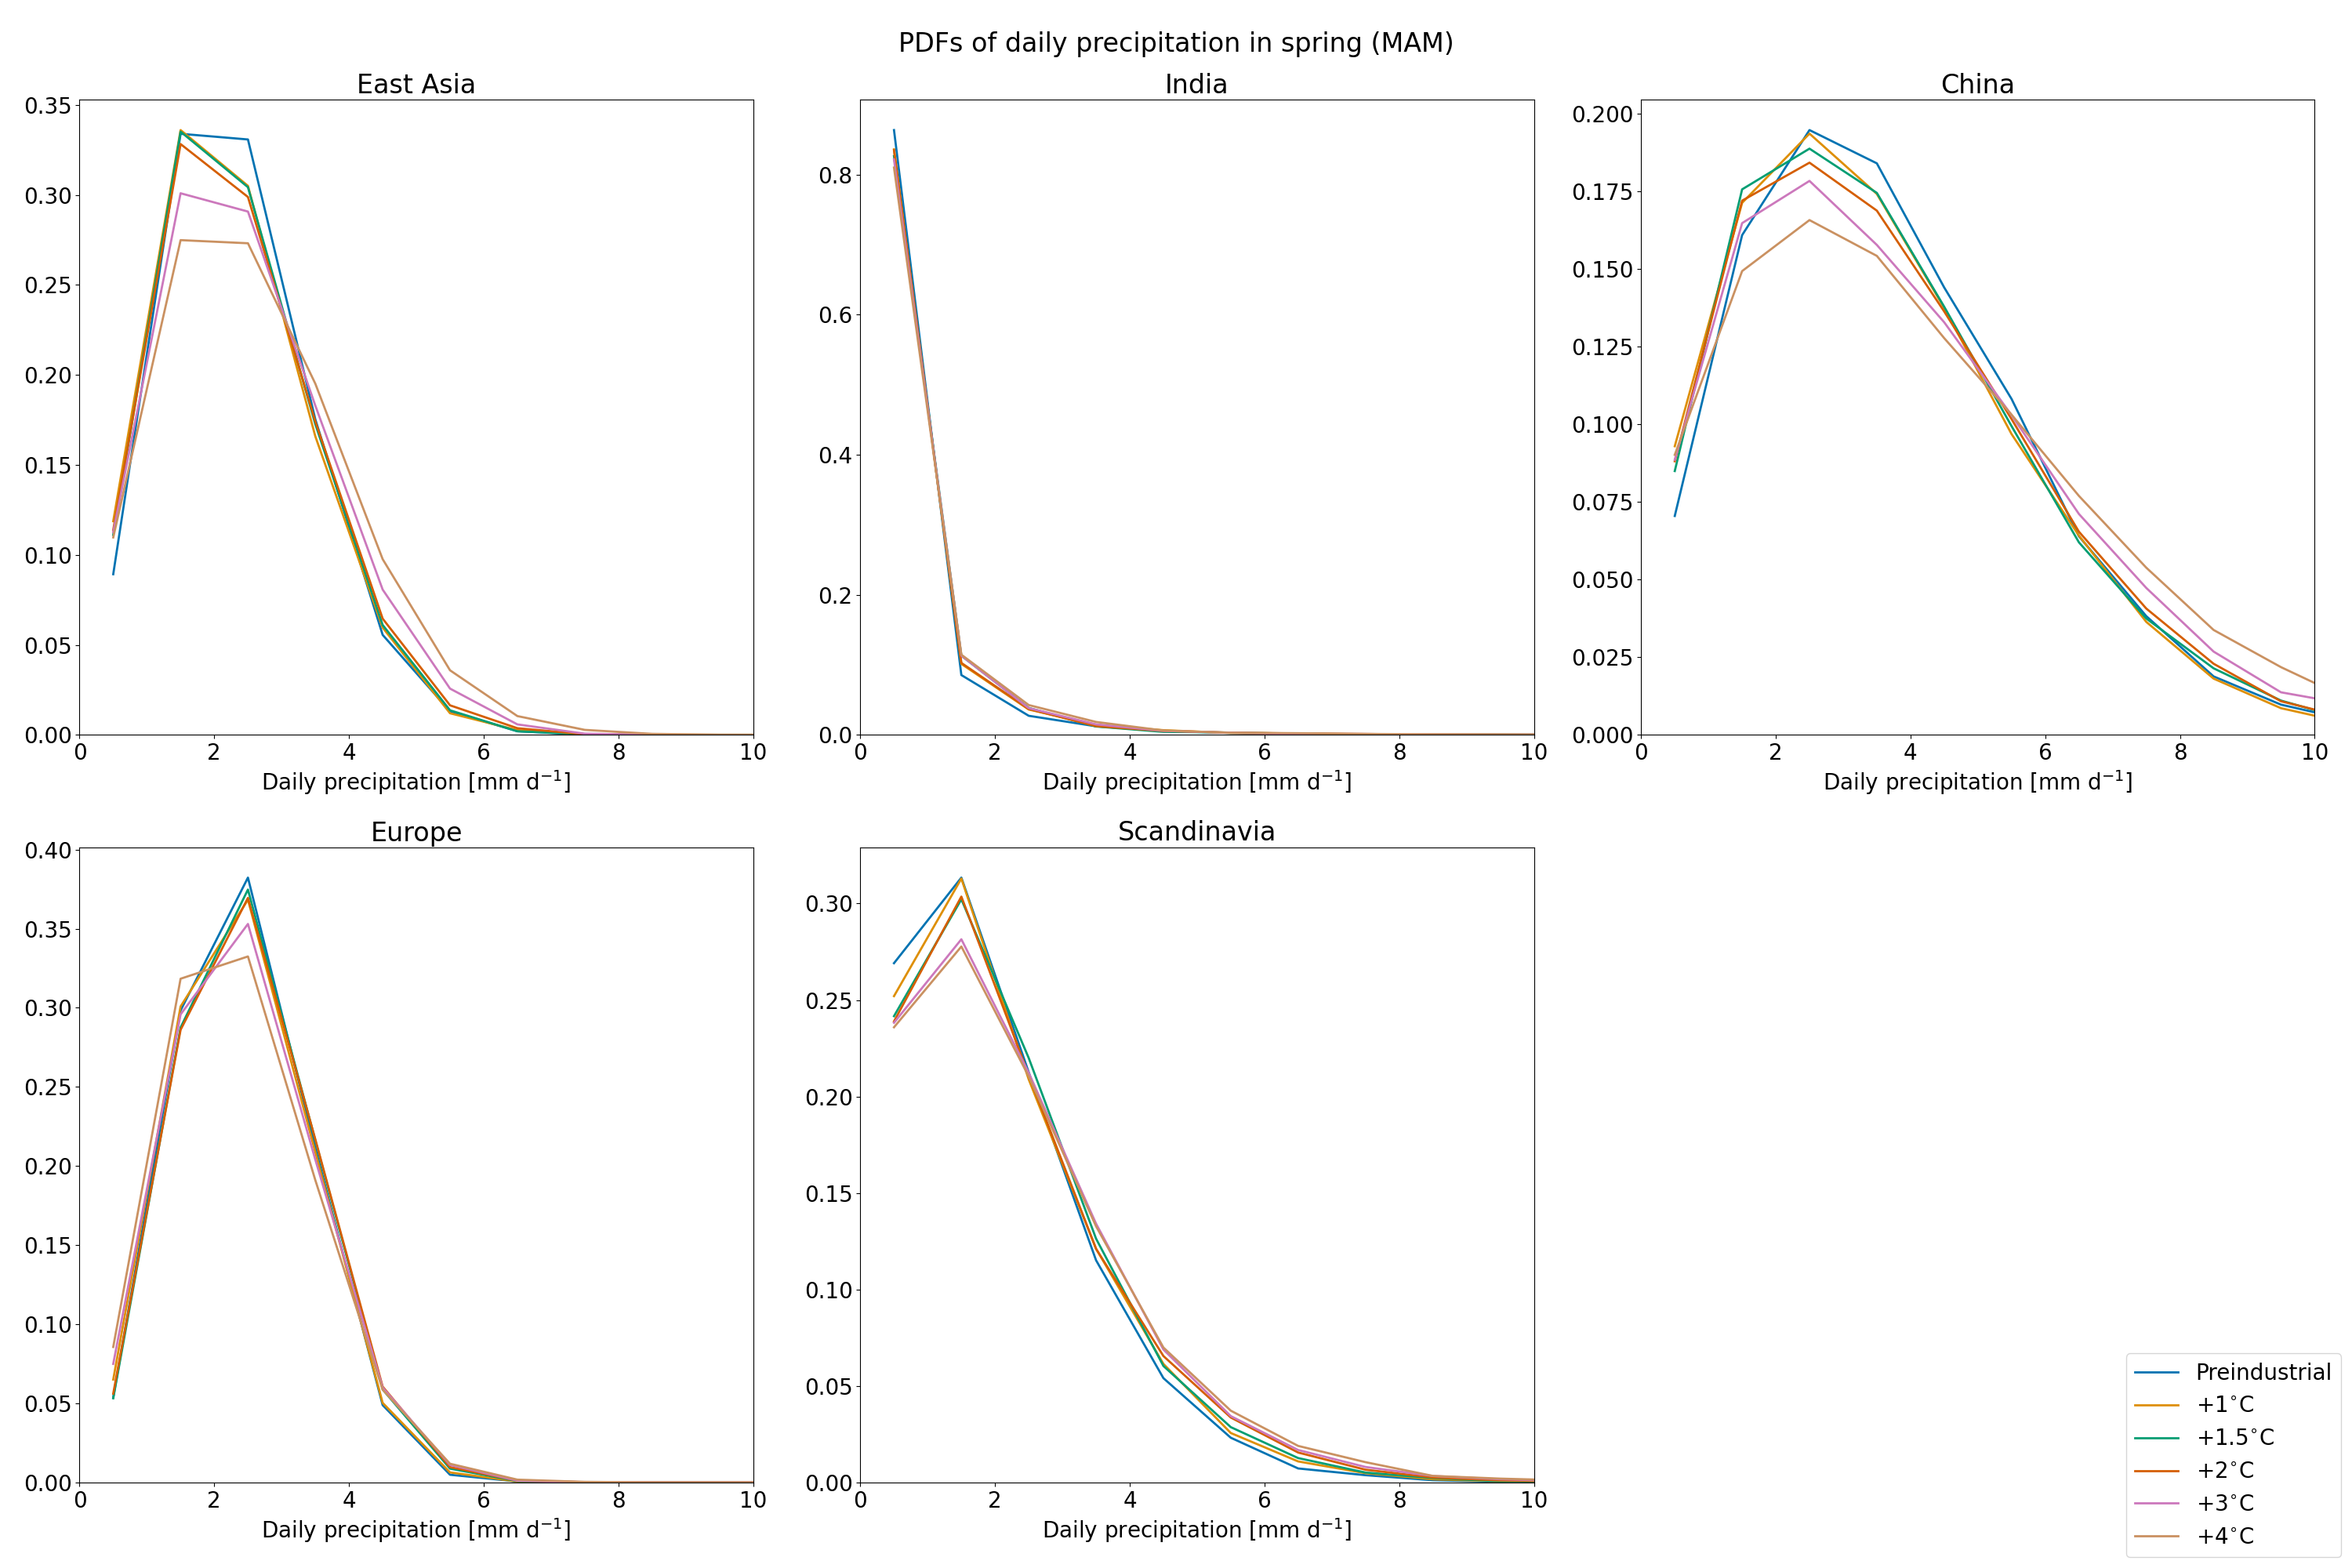 PDFs of daily precipitation in spring (MAM)
East Asia
0.35
0.30
0.25
0.20
0.15
0.10
0.05
0.00
0 2 4 6 8 10
Daily precipitation [mm d⁻¹]
India
0.8
0.6
0.4
0.2
0.0
0 2 4 6 8 10
Daily precipitation [mm d⁻¹]
China
0.200
0.175
0.150
0.125
0.100
0.075
0.050
0.025
0.000
0 2 4 6 8 10
Daily precipitation [mm d⁻¹]
Europe
0.40
0.35
0.30
0.25
0.20
0.15
0.10
0.05
0.00
0 2 4 6 8 10
Daily precipitation [mm d⁻¹]
Scandinavia
0.30
0.25
0.20
0.15
0.10
0.05
0.00
0 2 4 6 8 10
Daily precipitation [mm d⁻¹]
Preindustrial
+1°C
+1.5°C
+2°C
+3°C
+4°C